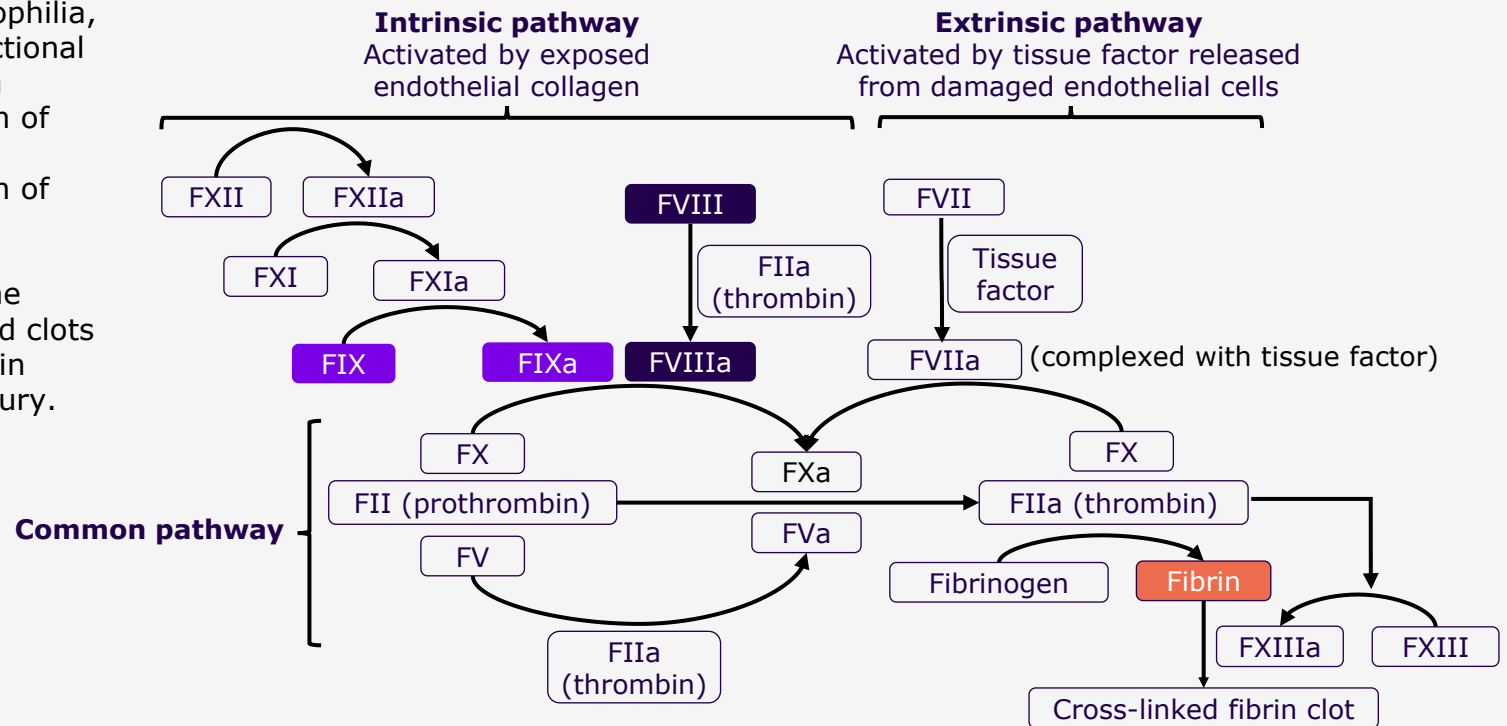 ophilia,
ctional
n of
n of
ne
d clots
in
ury.
Intrinsic pathway
Activated by exposed
endothelial collagen
Extrinsic pathway
Activated by tissue factor released
from damaged endothelial cells
FXII
FXIIa
FVIII
FVII
FXI
FXIa
FIIa
(thrombin)
Tissue
factor
FIX
FIXa
FVIIIa
FVIIa
(complexed with tissue factor)
FX
FXa
FX
FII (prothrombin)
FIIa (thrombin)
Common pathway
FV
FVa
Fibrinogen
Fibrin
FIIa
(thrombin)
FXIIIa
FXIII
Cross-linked fibrin clot